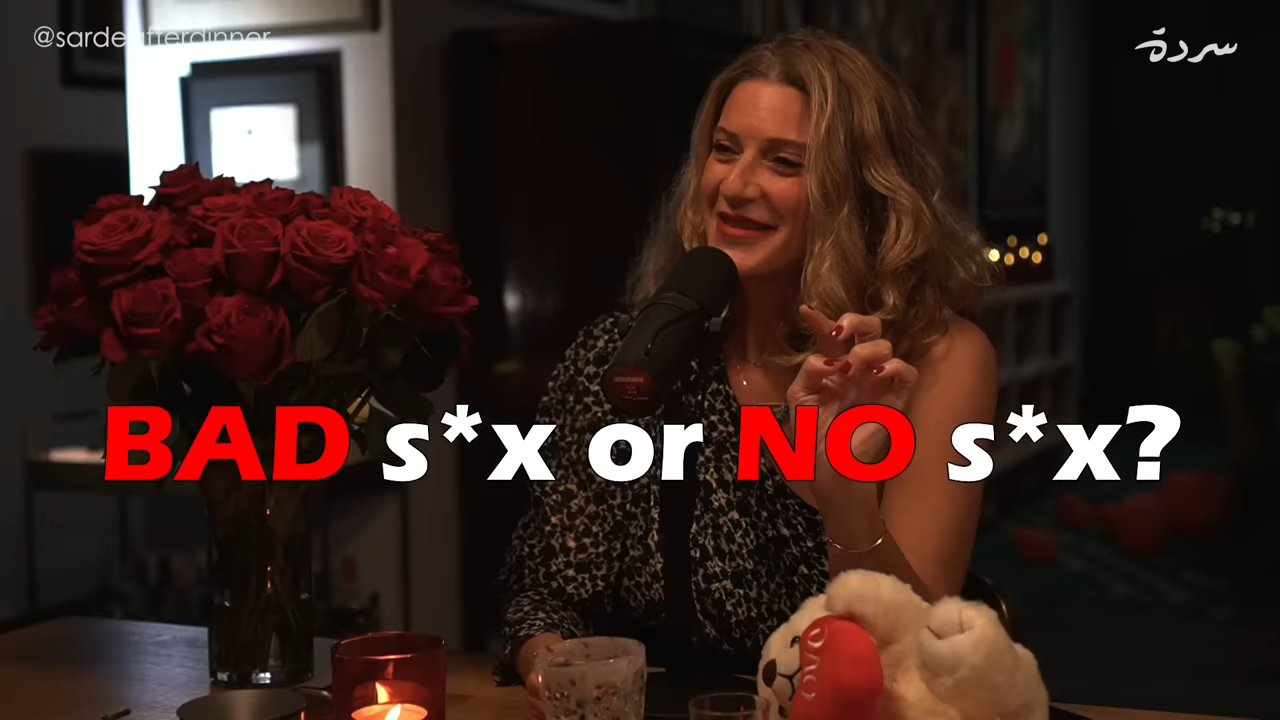 @sardeafterdinner
سردة
BAD s*x or NO s*x?